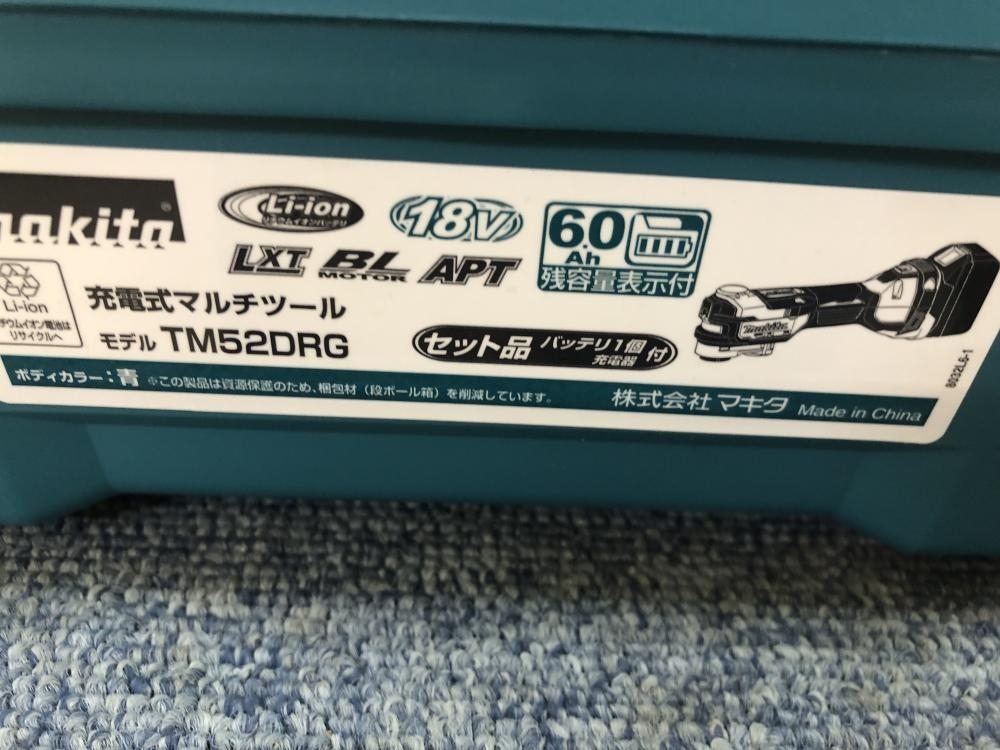 makita
Li-ion
リチウムイオンバッテリ
18V
6.0
Ah
残容量表示付
LXT BL MOTOR APT
Li-ion
チウムイオン電池は
リサイクルへ
充電式マルチツール
モデル TM52DRG
セット品 バッテリ1個 充電器 付
makita
8032L6-1
ボディカラー：青 ※この製品は資源保護のため、梱包材（段ボール箱）を削減しています。
株式会社 マキタ Made in China